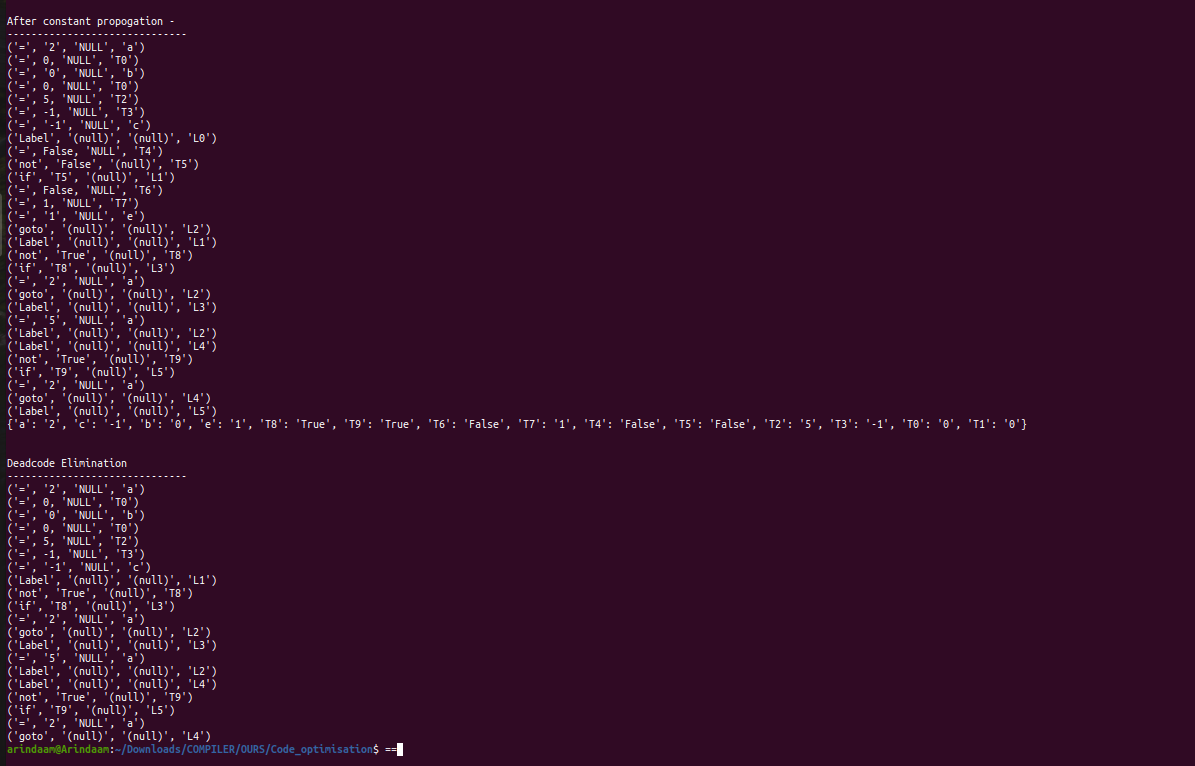 After constant propogation -
------------------------------
('=', '2', 'NULL', 'a')
('=', 0, 'NULL', 'T0')
('=', '0', 'NULL', 'b')
('=', 0, 'NULL', 'T0')
('=', 5, 'NULL', 'T2')
('=', -1, 'NULL', 'T3')
('=', '-1', 'NULL', 'c')
('Label', '(null)', '(null)', 'L0')
('=', False, 'NULL', 'T4')
('not', 'False', '(null)', 'T5')
('if', 'T5', '(null)', 'L1')
('=', False, 'NULL', 'T6')
('=', 1, 'NULL', 'T7')
('=', '1', 'NULL', 'e')
('goto', '(null)', '(null)', 'L2')
('Label', '(null)', '(null)', 'L1')
('not', 'True', '(null)', 'T8')
('if', 'T8', '(null)', 'L3')
('=', '2', 'NULL', 'a')
('goto', '(null)', '(null)', 'L2')
('Label', '(null)', '(null)', 'L3')
('=', '5', 'NULL', 'a')
('Label', '(null)', '(null)', 'L2')
('Label', '(null)', '(null)', 'L4')
('not', 'True', '(null)', 'T9')
('if', 'T9', '(null)', 'L5')
('=', '2', 'NULL', 'a')
('goto', '(null)', '(null)', 'L4')
('Label', '(null)', '(null)', 'L5')
{'a': '2', 'c': '-1', 'b': '0', 'e': '1', 'T8': 'True', 'T9': 'True', 'T6': 'False', 'T7': '1', 'T4': 'False', 'T5': 'False', 'T2': '5', 'T3': '-1', 'T0': '0', 'T1': '0'}
Deadcode Elimination
------------------------------
('=', '2', 'NULL', 'a')
('=', 0, 'NULL', 'T0')
('=', '0', 'NULL', 'b')
('=', 0, 'NULL', 'T0')
('=', 5, 'NULL', 'T2')
('=', -1, 'NULL', 'T3')
('=', '-1', 'NULL', 'c')
('Label', '(null)', '(null)', 'L1')
('not', 'True', '(null)', 'T8')
('if', 'T8', '(null)', 'L3')
('=', '2', 'NULL', 'a')
('goto', '(null)', '(null)', 'L2')
('Label', '(null)', '(null)', 'L3')
('=', '5', 'NULL', 'a')
('Label', '(null)', '(null)', 'L2')
('Label', '(null)', '(null)', 'L4')
('not', 'True', '(null)', 'T9')
('if', 'T9', '(null)', 'L5')
('=', '2', 'NULL', 'a')
('goto', '(null)', '(null)', 'L4')
arindaam@Arindaam:~/Downloads/COMPILER/OURS/Code_optimisation$ ==